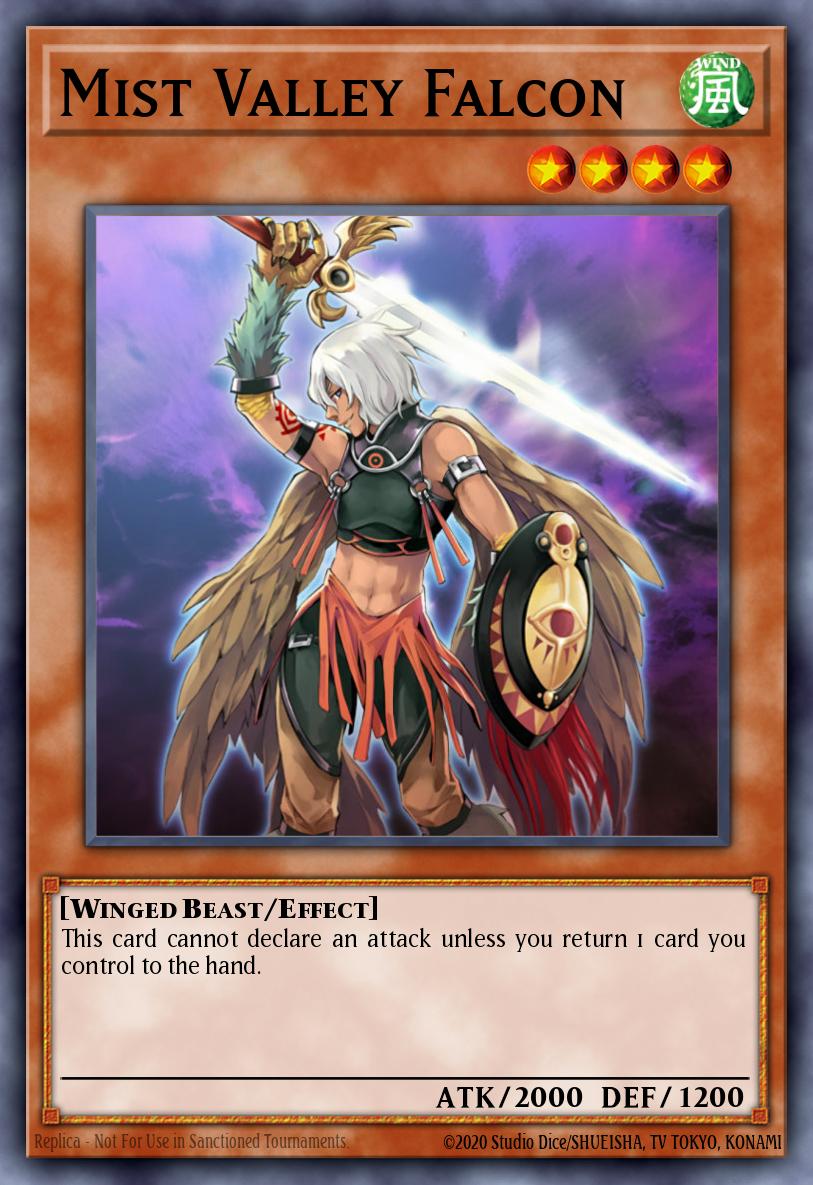 Mist Valley Falcon
WIND
風
[Winged Beast/Effect]
This card cannot declare an attack unless you return 1 card you
control to the hand.
ATK/2000 DEF/1200
Replica - Not For Use in Sanctioned Tournaments.
©2020 Studio Dice/SHUEISHA, TV TOKYO, KONAMI